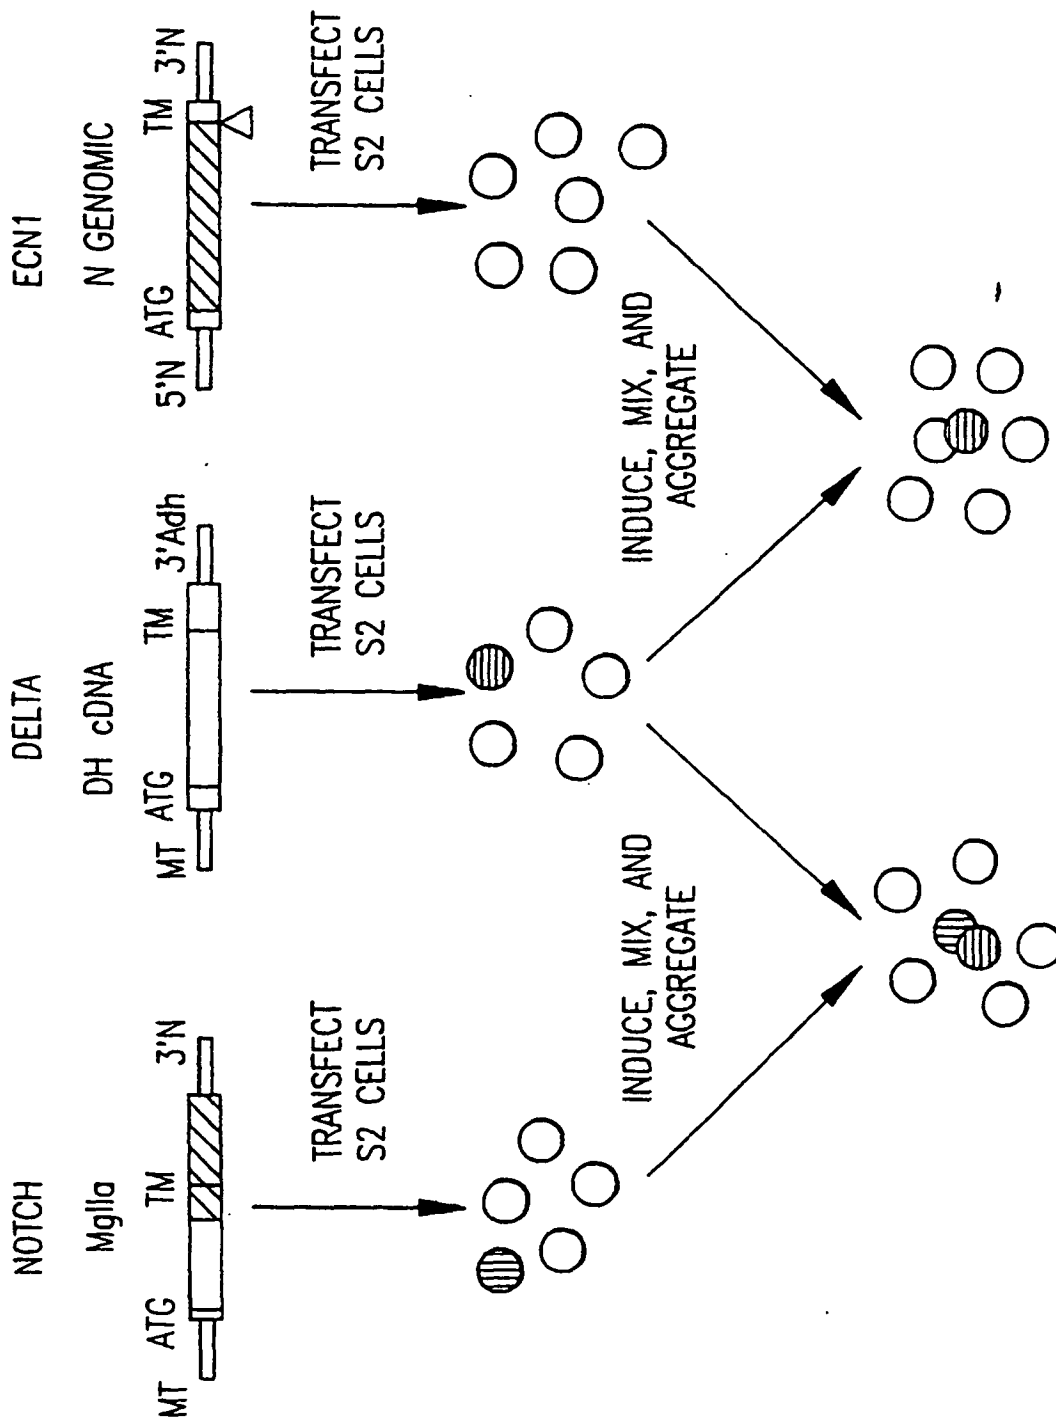 NOTCH
MgIIa
MT ATG TM 3'N
TRANSFECT
S2 CELLS
DELTA
DH cDNA
MT ATG TM 3'Adh
TRANSFECT
S2 CELLS
ECN1
N GENOMIC
5'N ATG TM 3'N
TRANSFECT
S2 CELLS
INDUCE, MIX, AND
AGGREGATE
INDUCE, MIX, AND
AGGREGATE